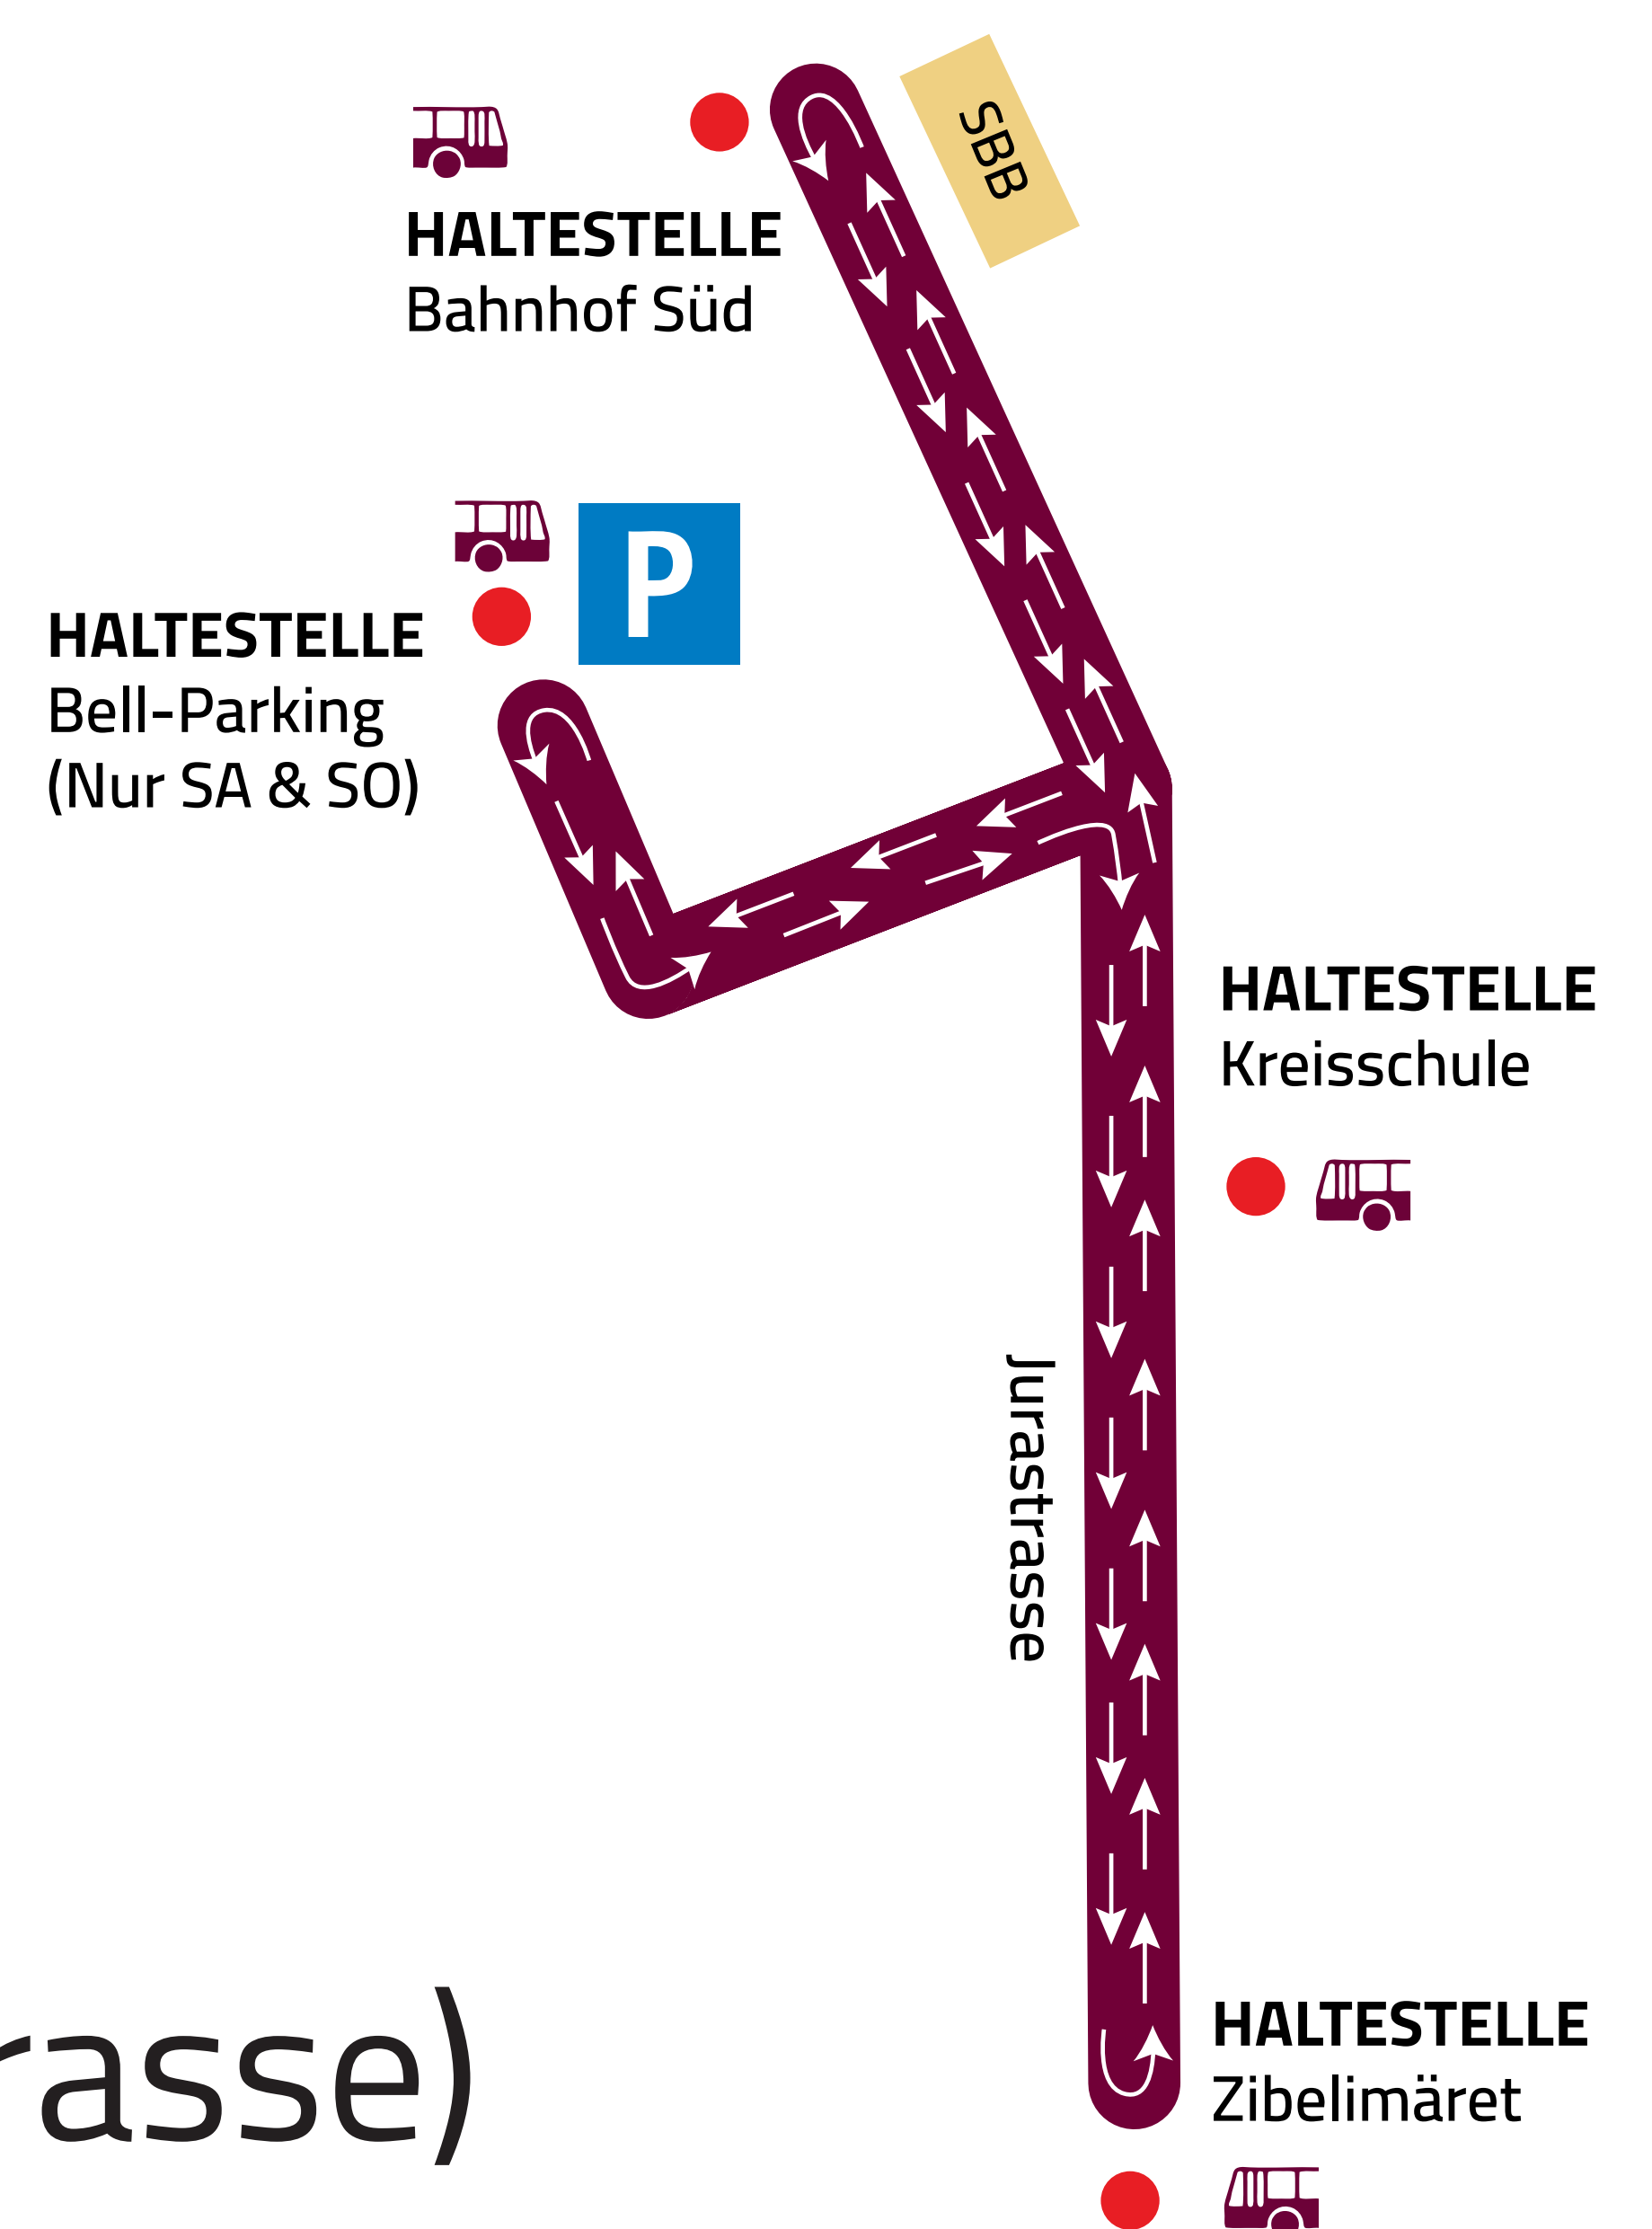 SBB
HALTESTELLE
Bahnhof Süd
P
HALTESTELLE
Bell-Parking
(Nur SA & SO)
HALTESTELLE
Kreisschule
Jurastrasse
HALTESTELLE
Zibelimäret
rasse)